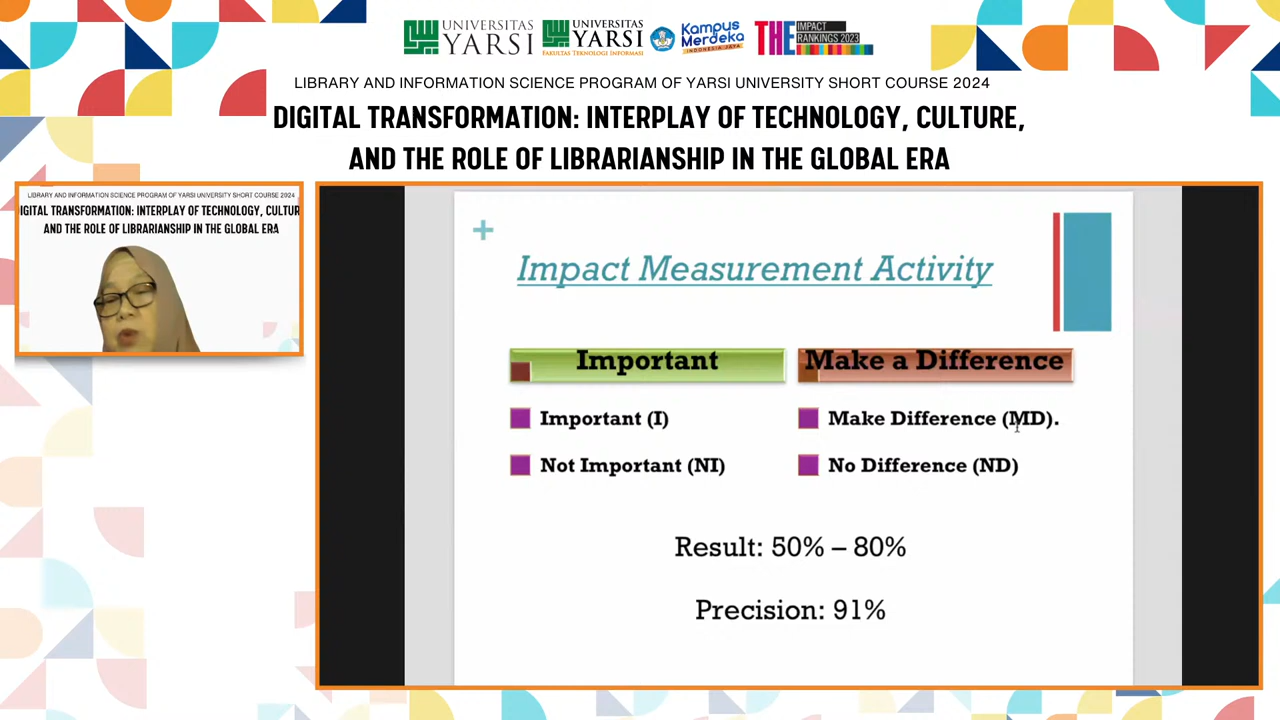 UNIVERSITAS
YARSI
UNIVERSITAS
YARSI
FAKULTAS TEKNOLOGI INFORMASI
Kampus
Merdeka
INDONESIA JAYA
THE IMPACT
RANKINGS 2023
LIBRARY AND INFORMATION SCIENCE PROGRAM OF YARSI UNIVERSITY SHORT COURSE 2024
DIGITAL TRANSFORMATION: INTERPLAY OF TECHNOLOGY, CULTURE,
AND THE ROLE OF LIBRARIANSHIP IN THE GLOBAL ERA
LIBRARY AND INFORMATION SCIENCE PROGRAM OF YARSI UNIVERSITY SHORT COURSE 2024
IGITAL TRANSFORMATION: INTERPLAY OF TECHNOLOGY, CULTUR
AND THE ROLE OF LIBRARIANSHIP IN THE GLOBAL ERA
+
Impact Measurement Activity
Important
Make a Difference
Important (I)
Make Difference (MD).
Not Important (NI)
No Difference (ND)
Result: 50% – 80%
Precision: 91%